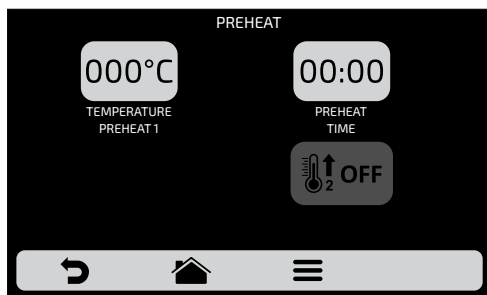 PREHEAT
000°C
00:00
TEMPERATURE
PREHEAT 1
PREHEAT
TIME
2 OFF